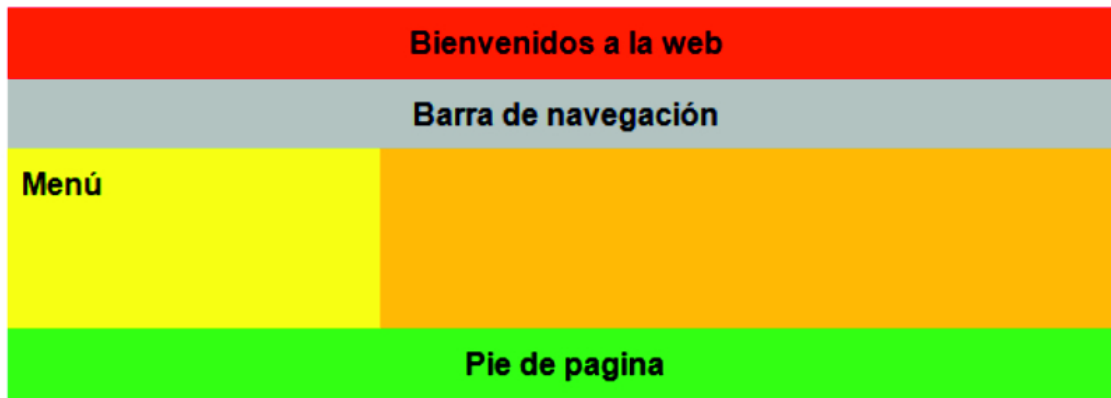 Bienvenidos a la web
Barra de navegación
Menú
Pie de pagina